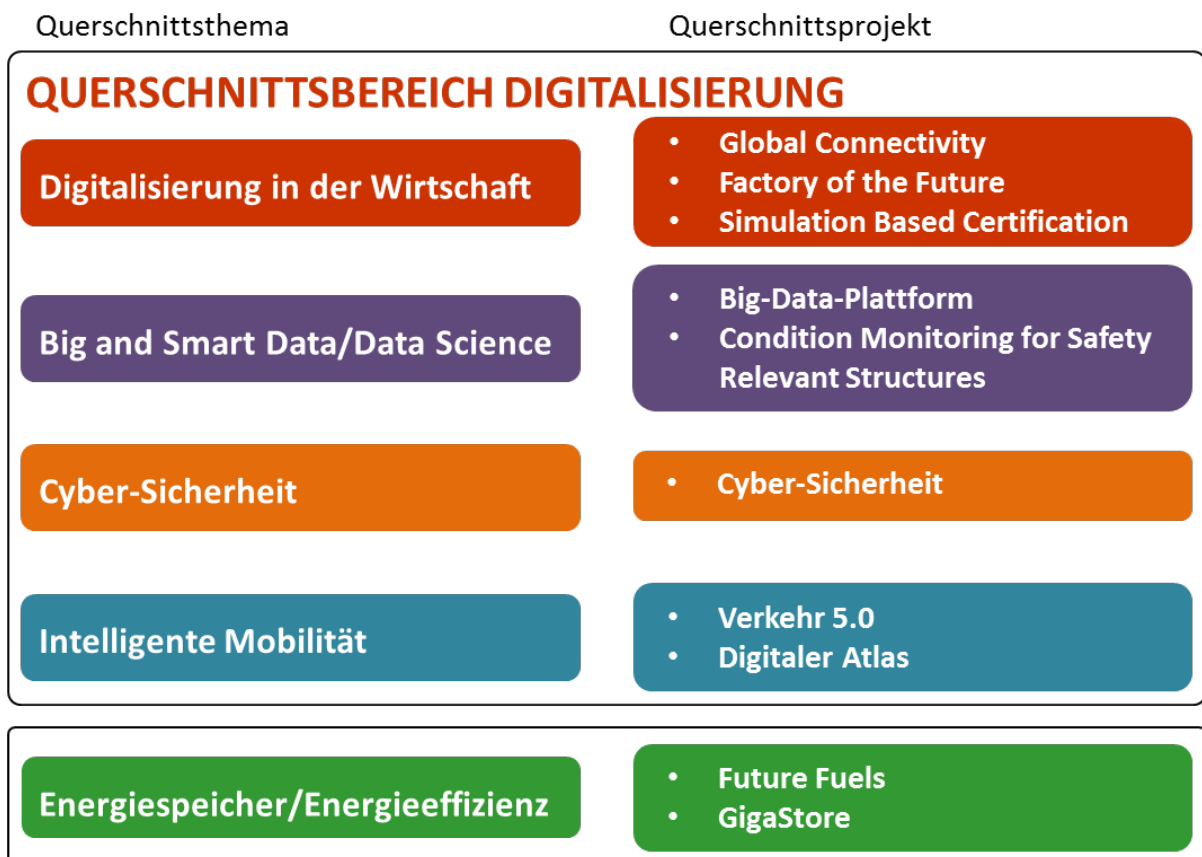 Querschnittsthema
Querschnittsprojekt
QUERSCHNITTSBEREICH DIGITALISIERUNG
Digitalisierung in der Wirtschaft
• Global Connectivity
• Factory of the Future
• Simulation Based Certification
Big and Smart Data/Data Science
• Big-Data-Plattform
• Condition Monitoring for Safety
Relevant Structures
Cyber-Sicherheit
• Cyber-Sicherheit
Intelligente Mobilität
• Verkehr 5.0
• Digitaler Atlas
Energiespeicher/Energieeffizienz
• Future Fuels
• GigaStore